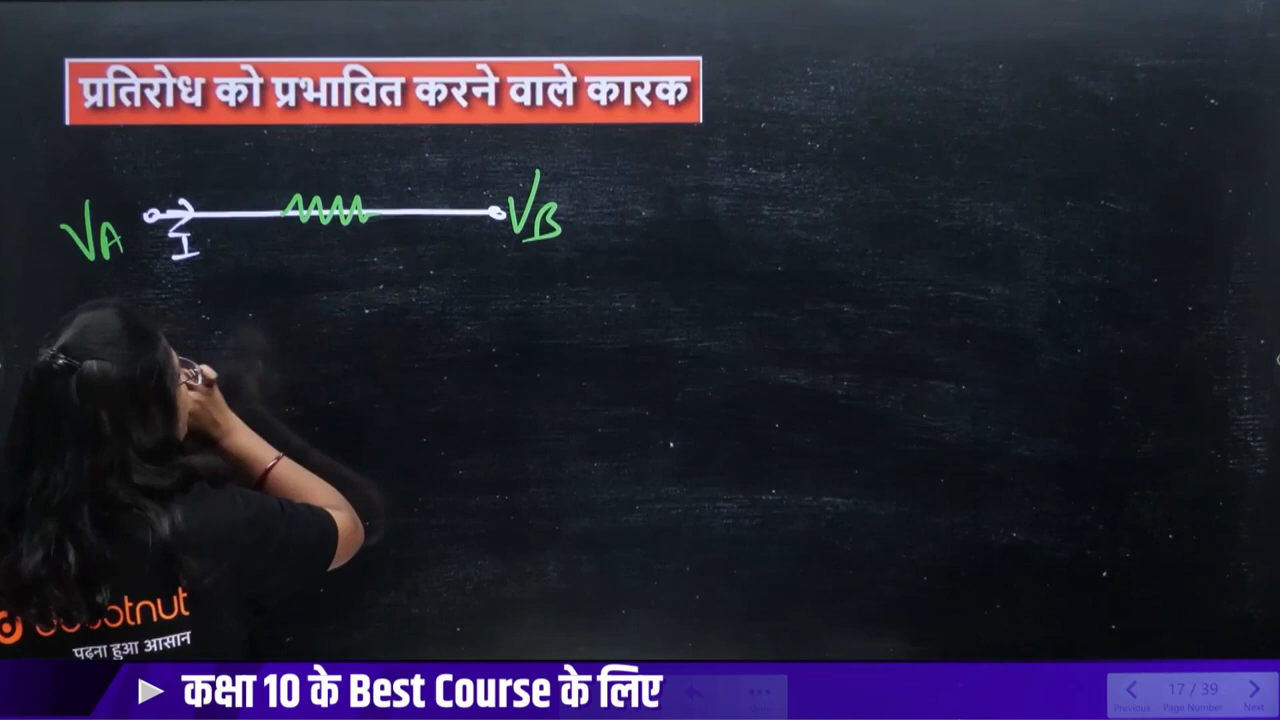 प्रतिरोध को प्रभावित करने वाले कारक
VA I VB
पढ़ना हुआ आसान
कक्षा 10 के Best Course के लिए
17 / 39
Previous Page Number Next